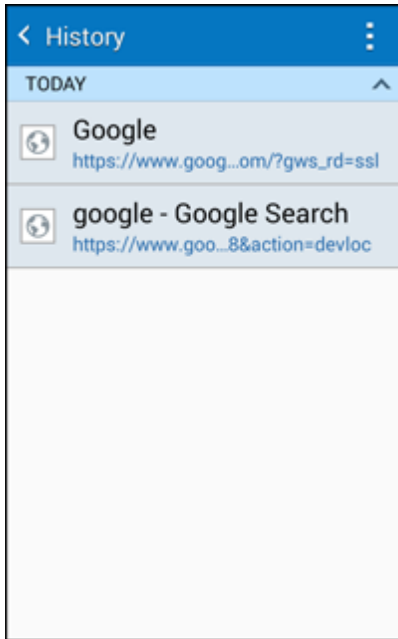 History
TODAY
Google
https://www.goog...om/?gws_rd=ssl
google - Google Search
https://www.goo...8&action=devloc